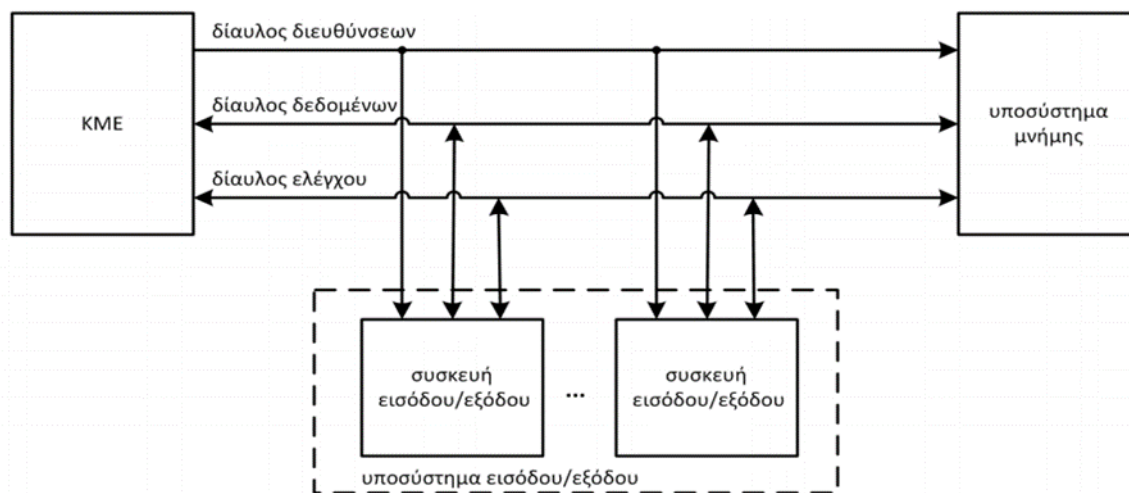 δίαυλος διευθύνσεων
δίαυλος δεδομένων
ΚΜΕ
υποσύστημα
μνήμης
δίαυλος ελέγχου
συσκευή
εισόδου/εξόδου
...
συσκευή
εισόδου/εξόδου
υποσύστημα εισόδου/εξόδου